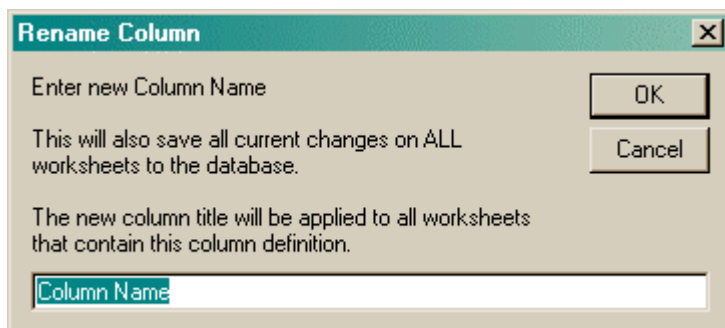 Rename Column
Enter new Column Name
OK
This will also save all current changes on ALL
worksheets to the database.
Cancel
The new column title will be applied to all worksheets
that contain this column definition.
Column Name